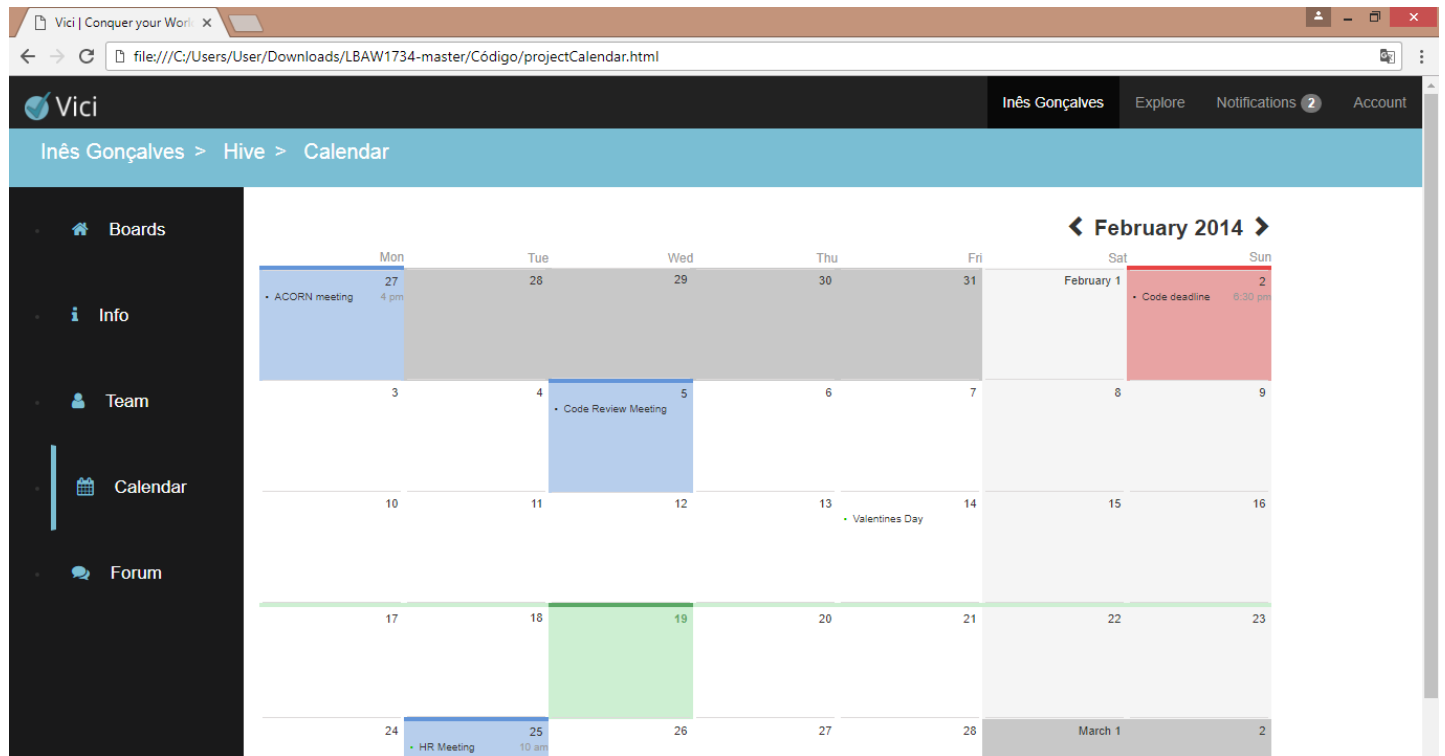 Vici | Conquer your Worl
file:///C:/Users/User/Downloads/LBAW1734-master/Código/projectCalendar.html
Vici
Inês Gonçalves Explore Notifications 2 Account
Inês Gonçalves > Hive > Calendar
Boards
Info
Team
Calendar
Forum
February 2014
Mon Tue Wed Thu Fri Sat Sun
27 28 29 30 31 February 1 2
• ACORN meeting 4 pm • Code deadline 6:30 pm
3 4 5 6 7 8 9
• Code Review Meeting
10 11 12 13 14 15 16
• Valentines Day
17 18 19 20 21 22 23
24 25 26 27 28 March 1 2
• HR Meeting 10 am